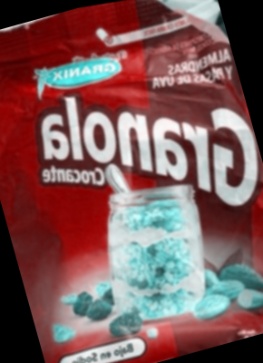 GRANIX
ALMENDRAS
Y PASAS DE UVA
Granola
Crocante
Bajo en Sodio